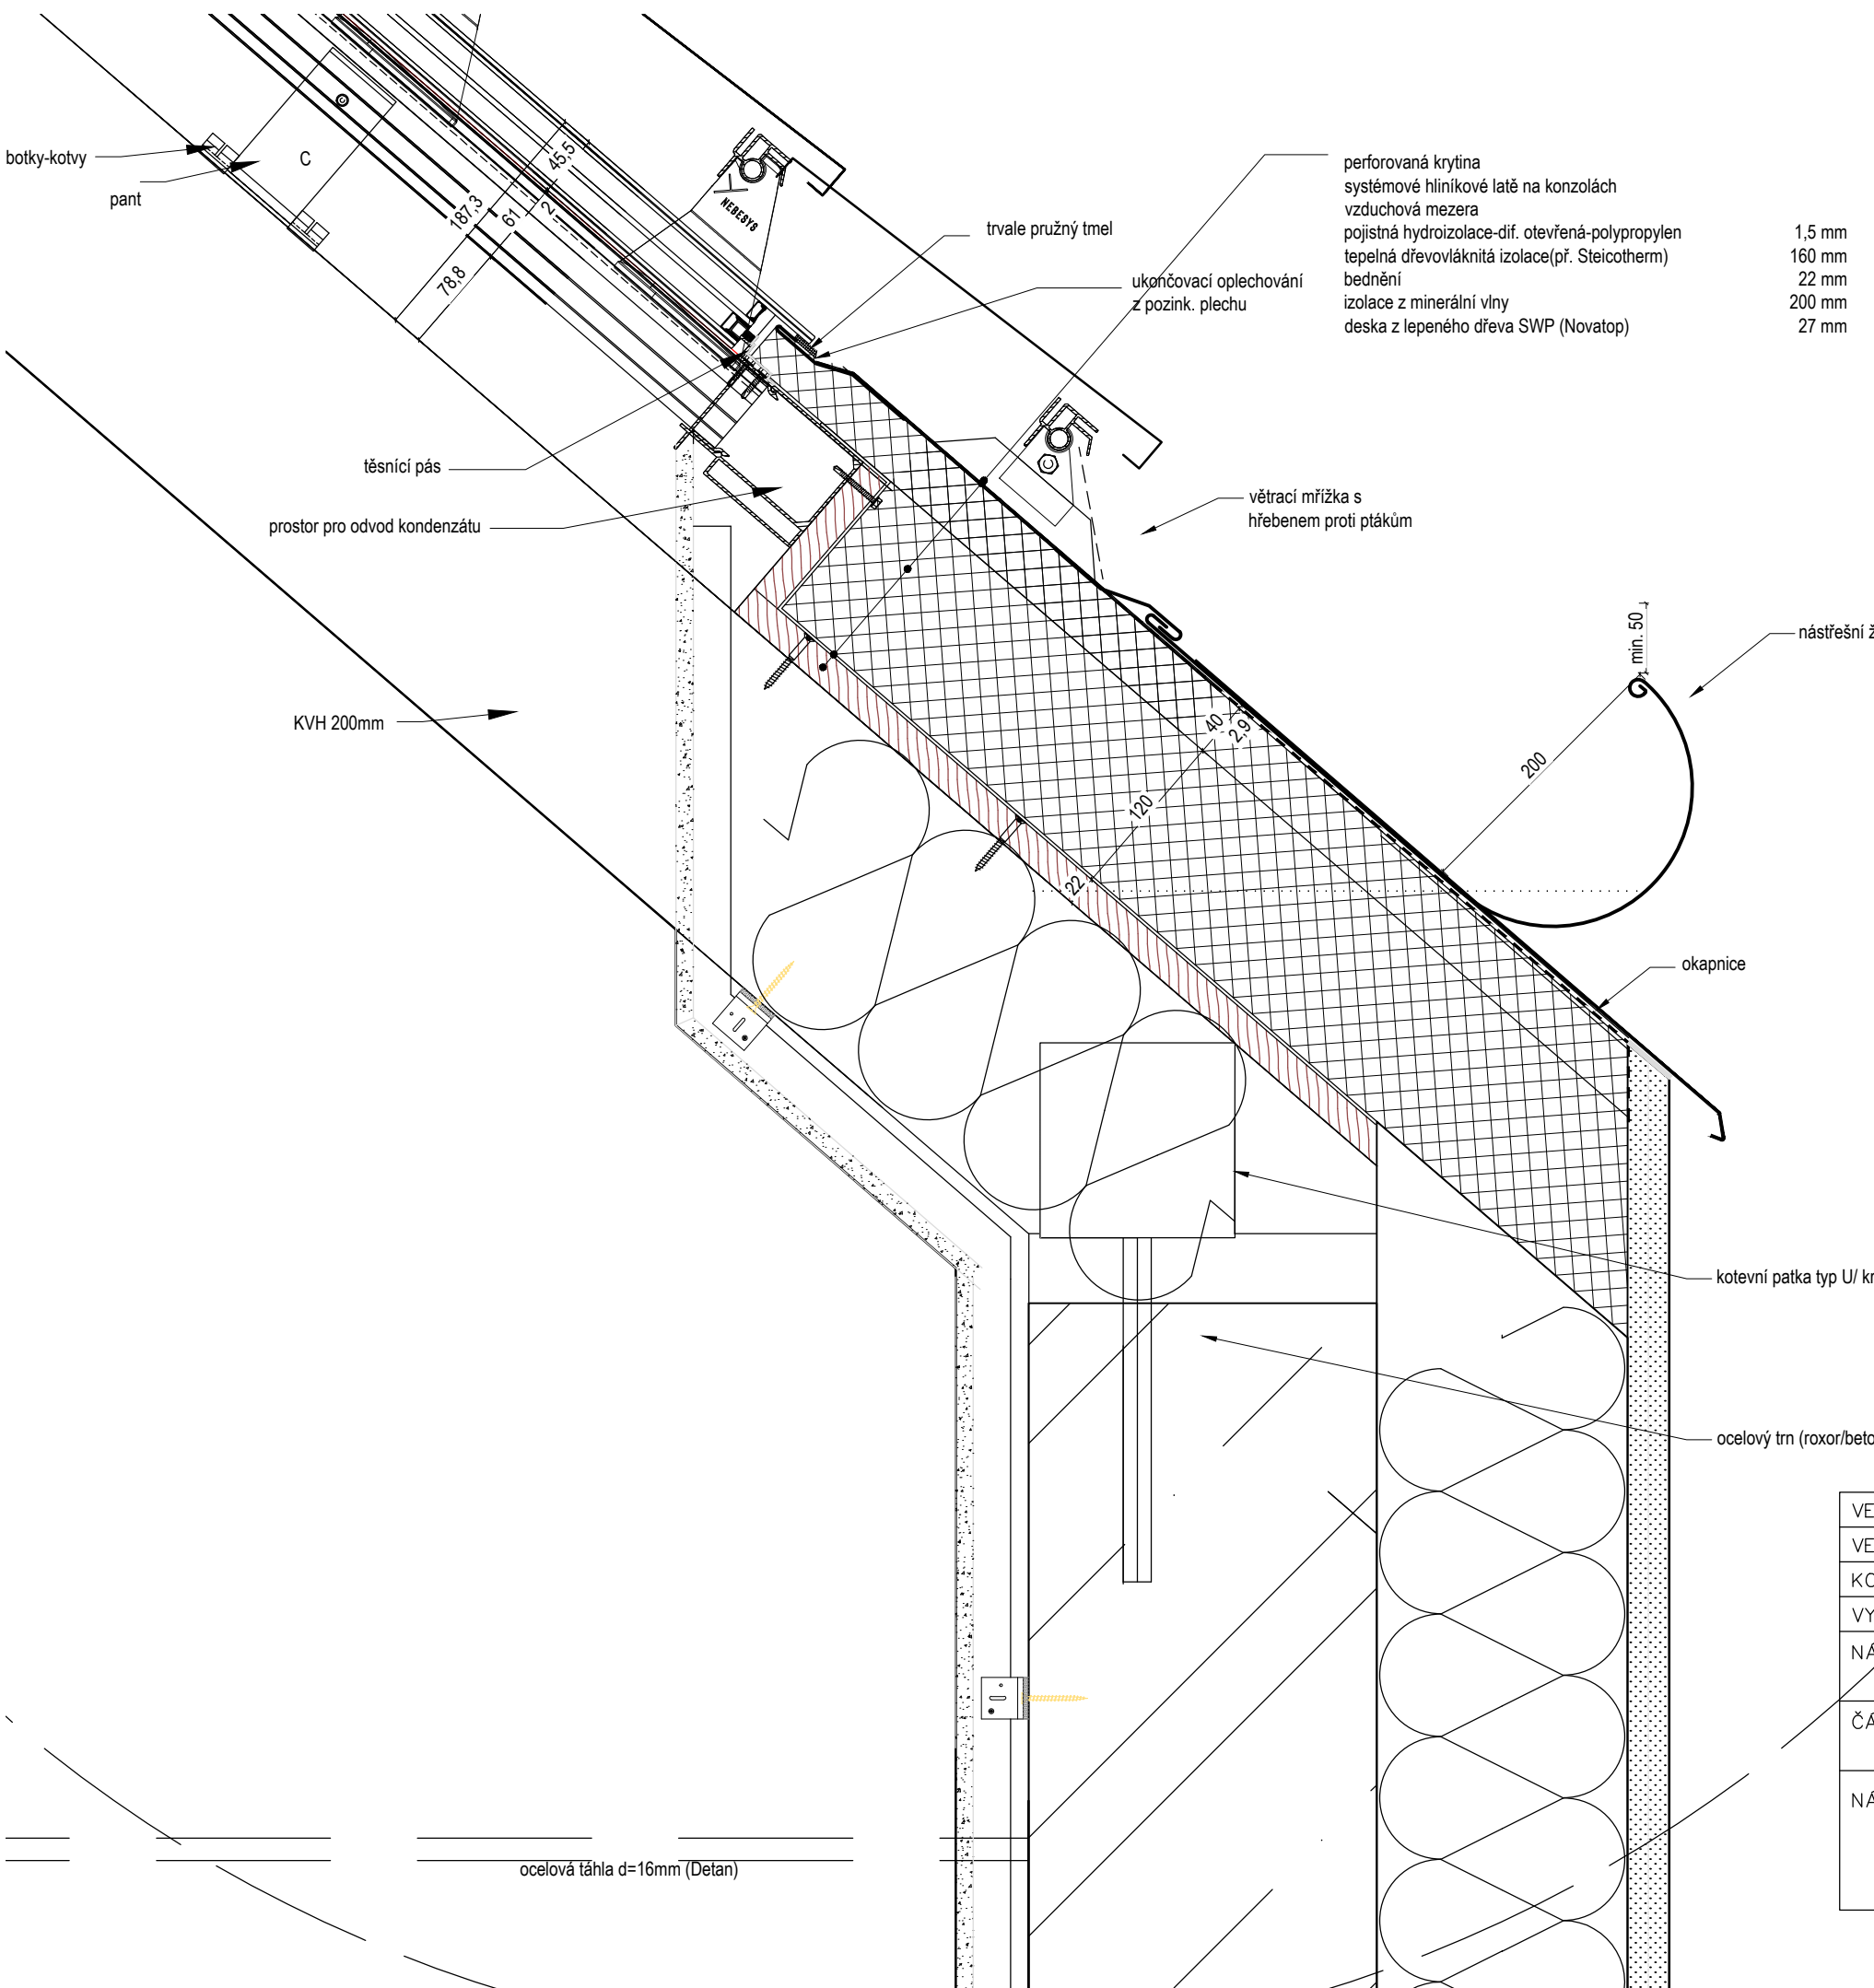 botky-kotvy
pant
C
187,3
45,5
61
2
78,8
NEBESYS
trvale pružný tmel
ukončovací oplechování
z pozink. plechu
perforovaná krytina
systémové hliníkové latě na konzolách
vzduchová mezera
pojistná hydroizolace-dif. otevřená-polypropylen 1,5 mm
tepelná dřevovláknitá izolace(př. Steicotherm) 160 mm
bednění 22 mm
izolace z minerální vlny 200 mm
deska z lepeného dřeva SWP (Novatop) 27 mm
těsnící pás
prostor pro odvod kondenzátu
větrací mřížka s
hřebenem proti ptákům
min. 50
nástřešní ž
KVH 200mm
40
2,9
120
22
200
okapnice
kotevní patka typ U/
ocelový trn (roxor/beto
VE
VE
KO
VY
NÁ
ČÁ
NÁ
ocelová táhla d=16mm (Detan)